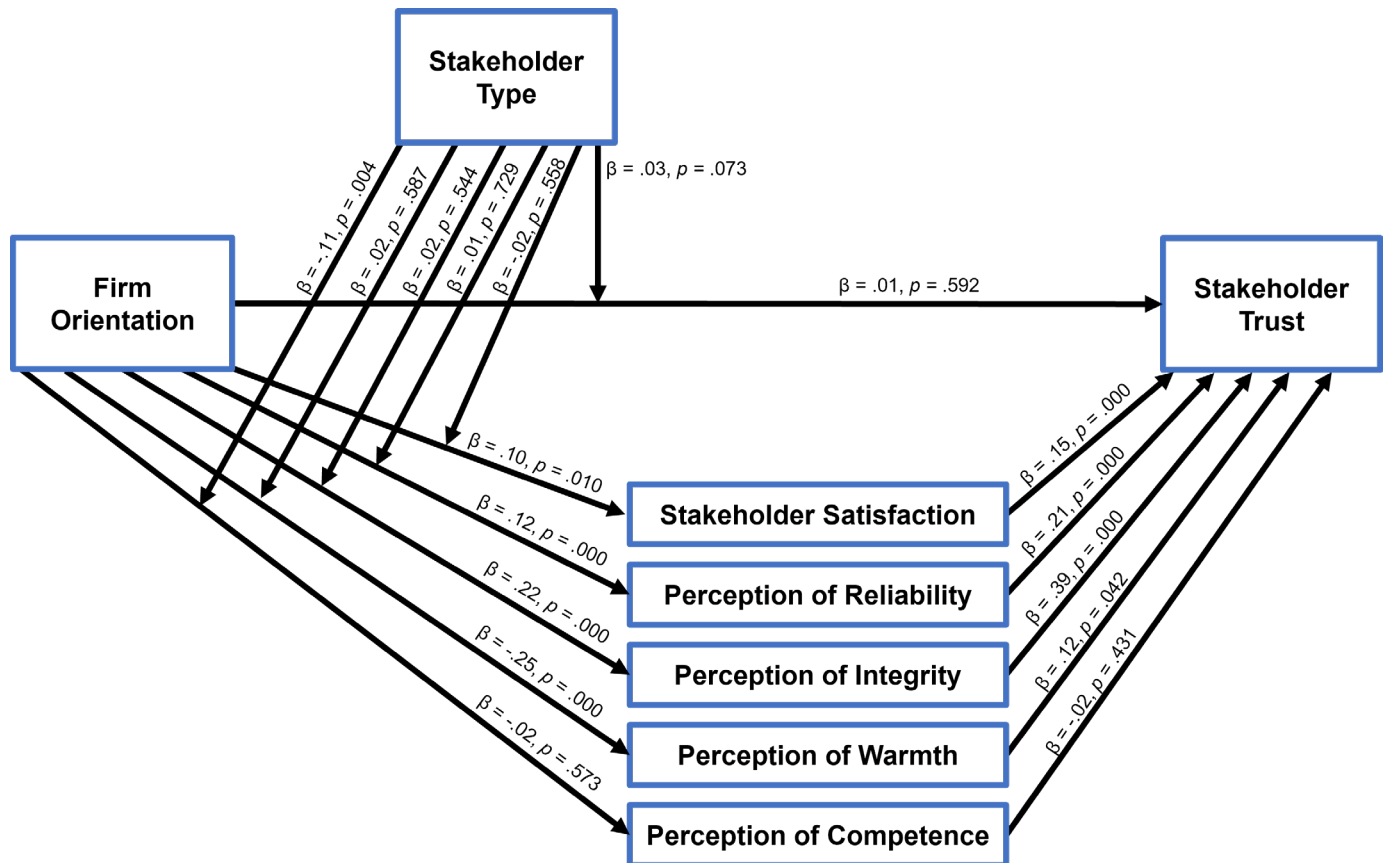 Stakeholder
Type
β = -.11, p = .004
β = .02, p = .587
β = .02, p = .544
β = .01, p = .729
β = -.02, p = .558
β = .03, p = .073
Firm
Orientation
β = .01, p = .592
Stakeholder
Trust
β = .10, p = .010
β = .12, p = .000
β = .22, p = .000
β = -.25, p = .000
β = -.02, p = .573
Stakeholder Satisfaction
Perception of Reliability
Perception of Integrity
Perception of Warmth
Perception of Competence
β = .15, p = .000
β = .21, p = .000
β = .39, p = .000
β = .12, p = .042
β = -.02, p = .431